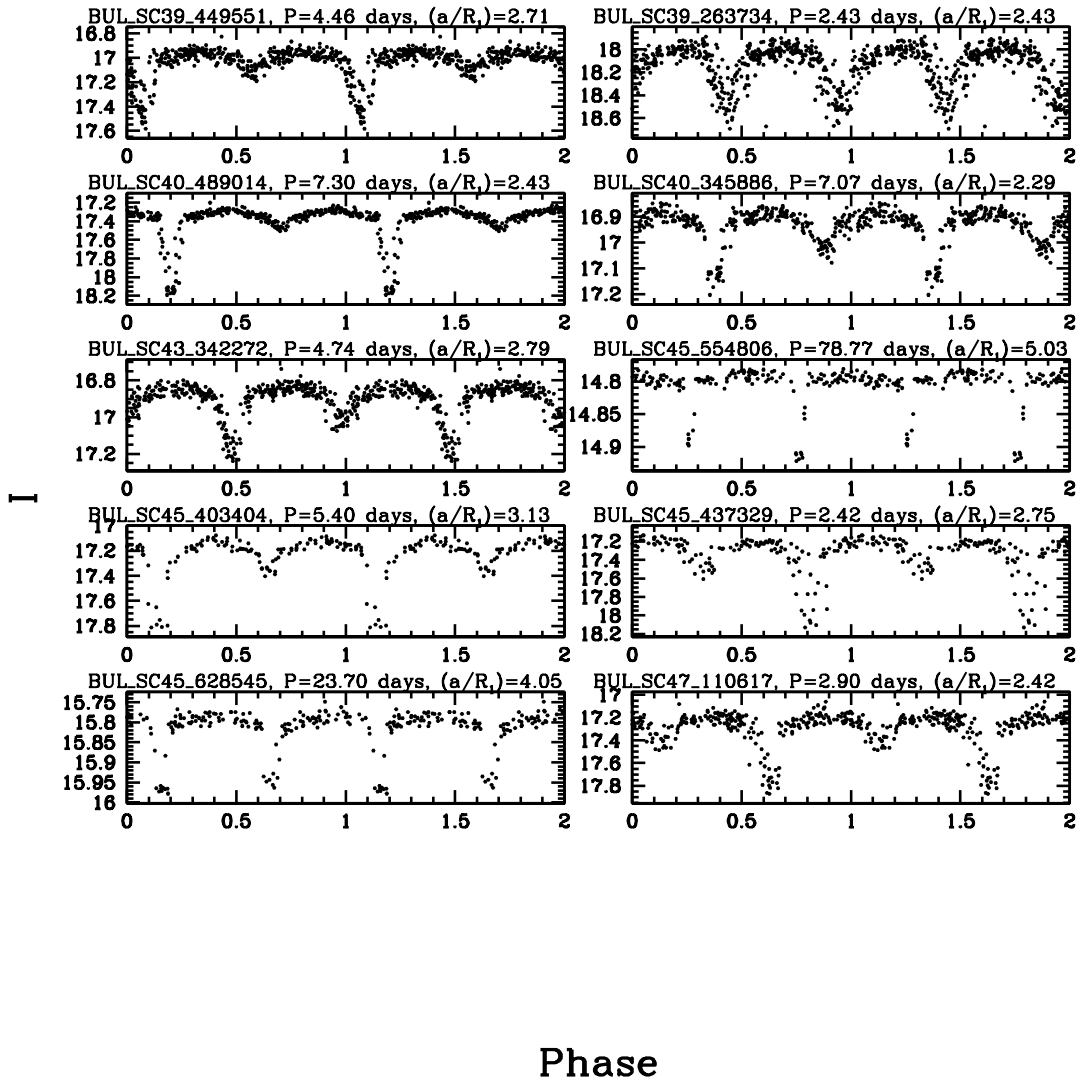 BUL_SC39_449551, P=4.46 days, (a/R₁)=2.71
16.8
17
17.2
17.4
17.6
0 0.5 1 1.5 2
BUL_SC39_263734, P=2.43 days, (a/R₁)=2.43
18
18.2
18.4
18.6
0 0.5 1 1.5 2
BUL_SC40_489014, P=7.30 days, (a/R₁)=2.43
17.2
17.4
17.6
17.8
18
18.2
0 0.5 1 1.5 2
BUL_SC40_345886, P=7.07 days, (a/R₁)=2.29
16.9
17
17.1
17.2
0 0.5 1 1.5 2
BUL_SC43_342272, P=4.74 days, (a/R₁)=2.79
16.8
17
17.2
0 0.5 1 1.5 2
BUL_SC45_554806, P=78.77 days, (a/R₁)=5.03
14.8
14.85
14.9
0 0.5 1 1.5 2
BUL_SC45_403404, P=5.40 days, (a/R₁)=3.13
17
17.2
17.4
17.6
17.8
0 0.5 1 1.5 2
BUL_SC45_437329, P=2.42 days, (a/R₁)=2.75
17.2
17.4
17.6
17.8
18
18.2
0 0.5 1 1.5 2
BUL_SC45_628545, P=23.70 days, (a/R₁)=4.05
15.75
15.8
15.85
15.9
15.95
16
0 0.5 1 1.5 2
BUL_SC47_110617, P=2.90 days, (a/R₁)=2.42
17
17.2
17.4
17.6
17.8
0 0.5 1 1.5 2
I
Phase